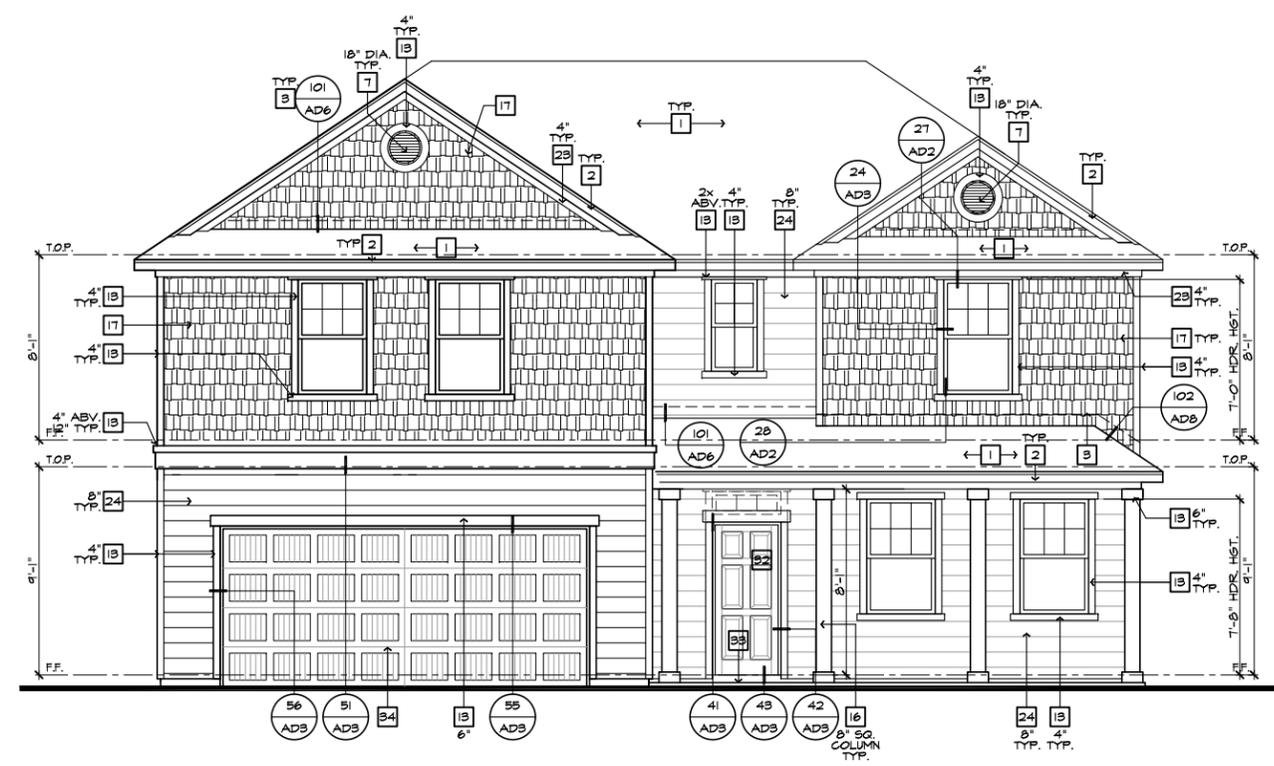 4"
TYP.
13
18" DIA.
TYP.
7
TYP.
3
101
AD6
17
4"
TYP.
23
TYP.
2
TYP.
1
4"
TYP.
13
18" DIA.
TYP.
7
27
AD2
24
AD3
TYP.
2
2x
ABV.
13
4"
TYP.
13
8"
TYP.
24
T.O.P.
TYP
2
1
1
T.O.P.
4"
TYP.
13
17
4"
TYP.
13
8'-1"
23
4"
TYP.
17
TYP.
13
4"
TYP.
7'-0" HDR. HGT.
8'-1"
102
AD8
4" ABV.
TYP.
13
F.F.
101
AD6
28
AD2
1
TYP.
2
3
F.F.
T.O.P.
T.O.P.
8"
TYP.
24
4"
TYP.
13
9'-1"
32
33
8'-1"
13
6"
TYP.
13
4"
TYP.
7'-8" HDR. HGT.
9'-1"
F.F.
F.F.
56
AD3
51
AD3
34
13
6"
55
AD3
41
AD3
43
AD3
42
AD3
16
8" SQ.
COLUMN
TYP.
24
8"
TYP.
13
4"
TYP.